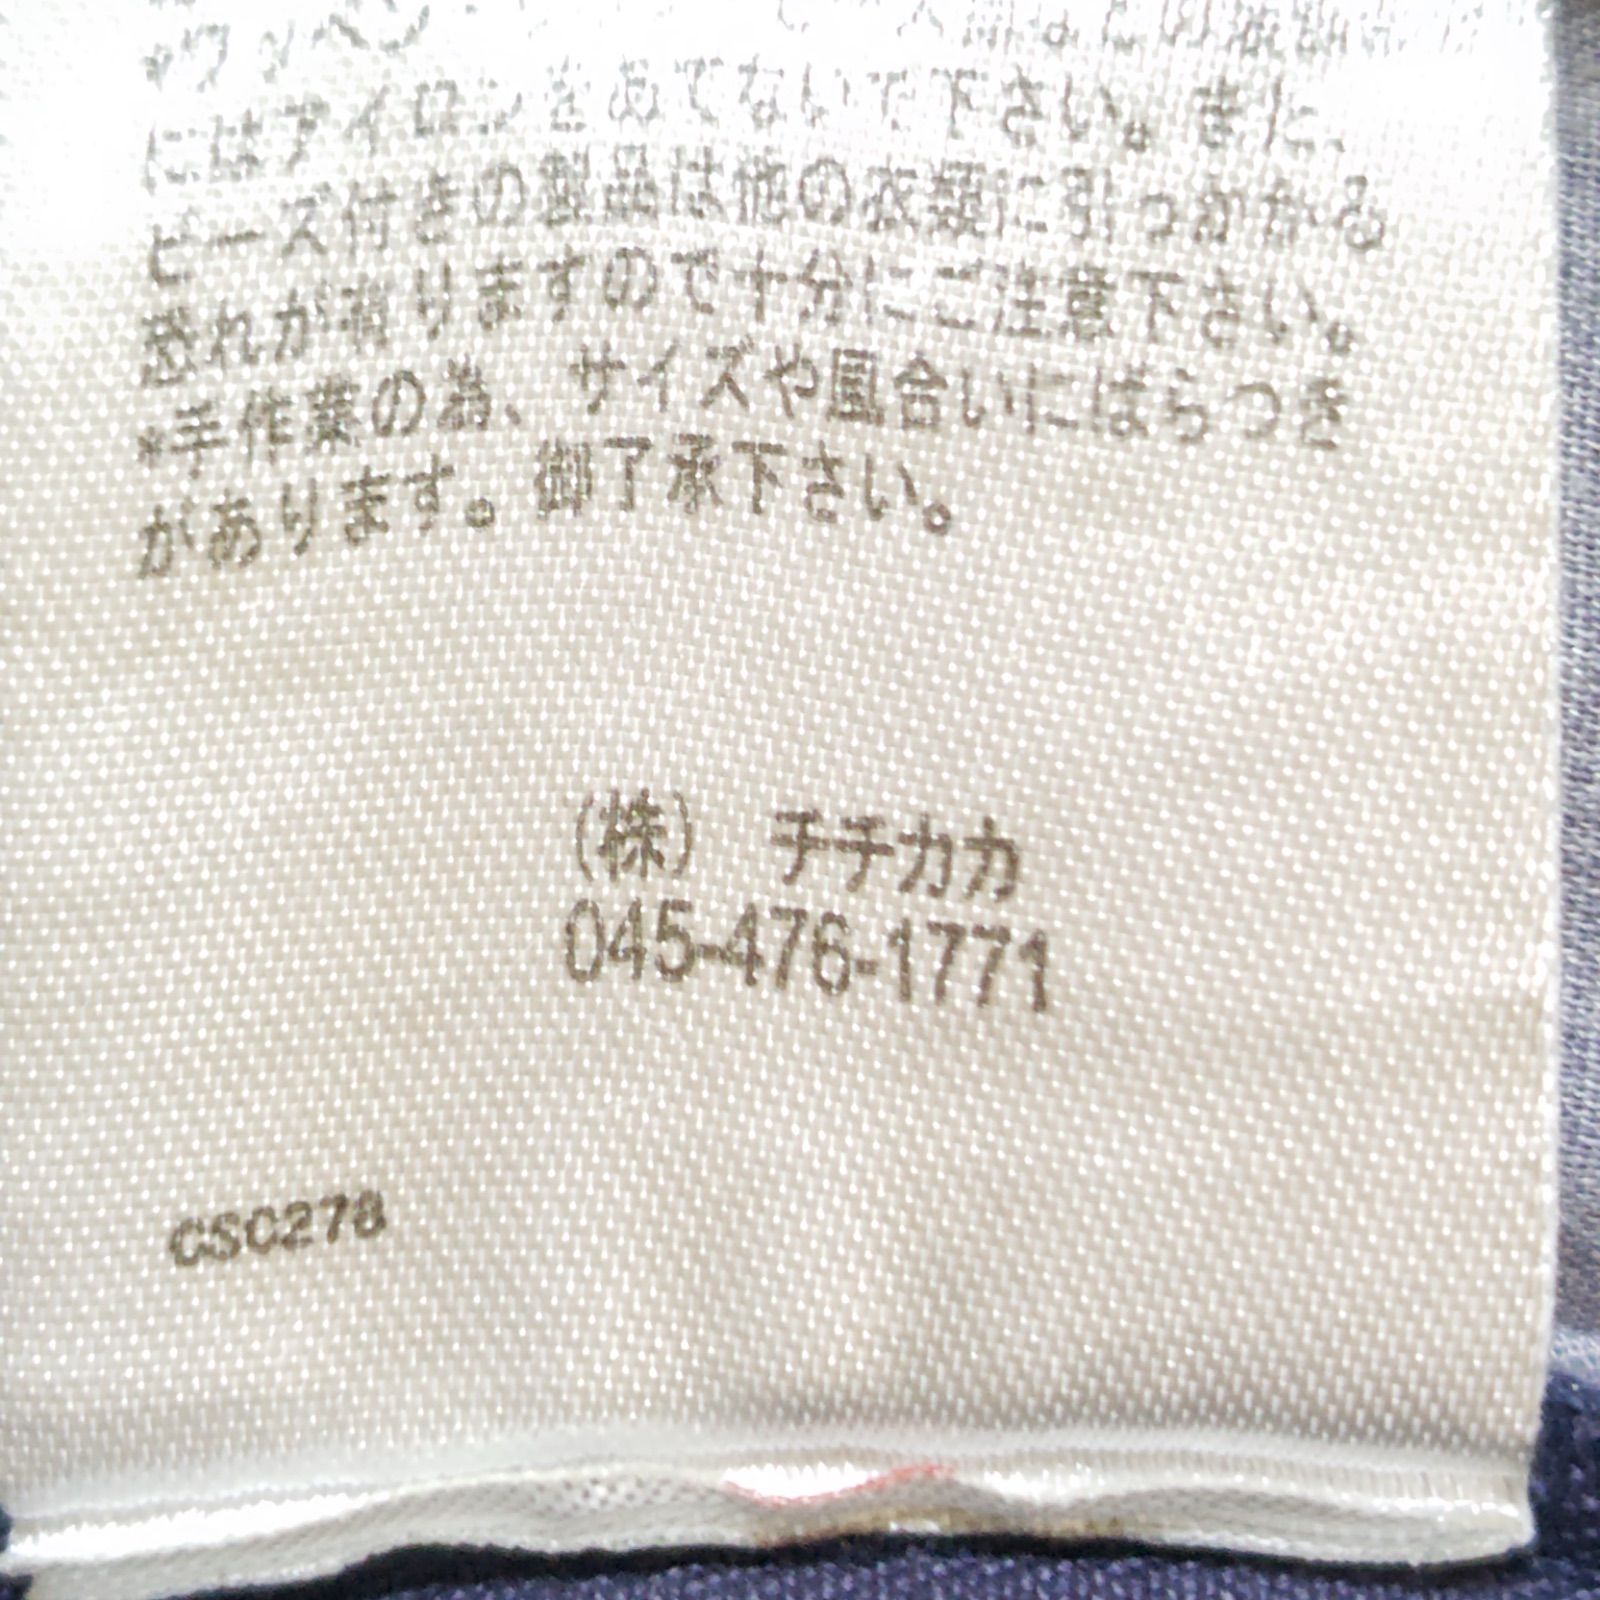 にはアイロンをあてないで下さい。また、
ビーズ付きの製品は他の衣類に引っかかる
恐れが有りますので十分にご注意下さい。
*手作業の為、サイズや風合いにばらつき
があります。御了承下さい。
(株) チチカカ
045-476-1771
CSC278